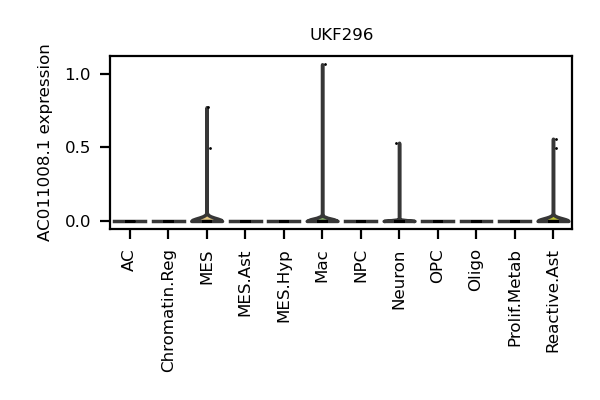 UKF296
AC011008.1 expression
1.0
0.5
0.0
AC
Chromatin.Reg
MES
MES.Ast
MES.Hyp
Mac
NPC
Neuron
OPC
Oligo
Prolif.Metab
Reactive.Ast